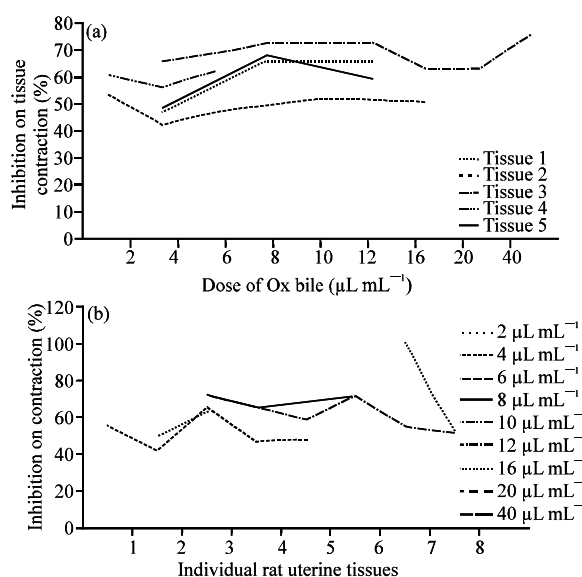 (a)
80
70
60
50
40
30
20
10
0
Inhibition on tissue
contraction (%)
Tissue 1
Tissue 2
Tissue 3
Tissue 4
Tissue 5
2 4 6 8 10 12 16 20 40
Dose of Ox bile (µL mL⁻¹)
(b)
120
100
80
60
40
20
0
Inhibition on contraction (%)
2 µL mL⁻¹
4 µL mL⁻¹
6 µL mL⁻¹
8 µL mL⁻¹
10 µL mL⁻¹
12 µL mL⁻¹
16 µL mL⁻¹
20 µL mL⁻¹
40 µL mL⁻¹
1 2 3 4 5 6 7 8
Individual rat uterine tissues